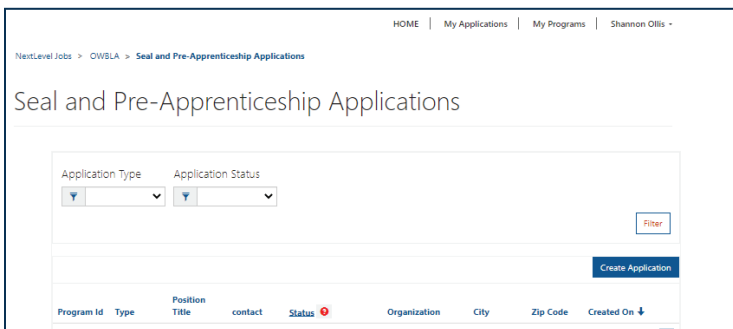 HOME | My Applications | My Programs | Shannon Ollis
NextLevel Jobs > OWBLA > Seal and Pre-Apprenticeship Applications
Seal and Pre-Apprenticeship Applications
Application Type Application Status
Filter
Create Application
Program Id Type Position Title contact Status ? Organization City Zip Code Created On